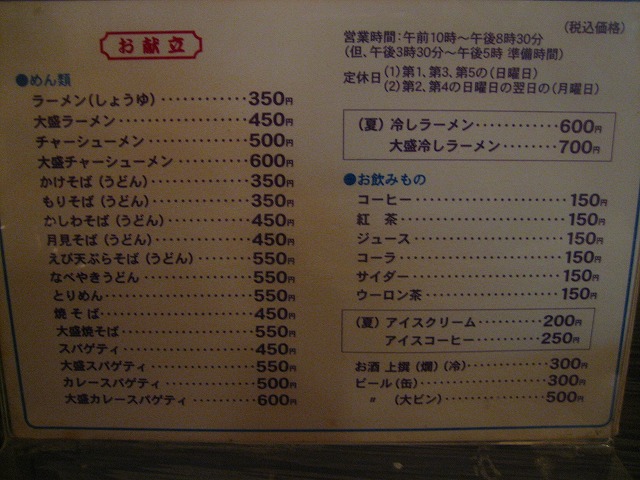 お献立
●めん類
ラーメン(しょうゆ)・・・・・・・・・・・350円
大盛ラーメン・・・・・・・・・・・・・・・・・450円
チャーシューメン・・・・・・・・・・・・・500円
大盛チャーシューメン・・・・・・・・・・600円
かけそば(うどん)・・・・・・・・・・・・・350円
もりそば(うどん)・・・・・・・・・・・・・350円
かしわそば(うどん)・・・・・・・・・・・450円
月見そば(うどん)・・・・・・・・・・・・・450円
えび天ぷらそば(うどん)・・・・・・・・550円
なべやきうどん・・・・・・・・・・・・・・・550円
とりめん・・・・・・・・・・・・・・・・・・・・550円
焼そば・・・・・・・・・・・・・・・・・・・・・・450円
大盛焼そば・・・・・・・・・・・・・・・・・・・550円
スパゲティ・・・・・・・・・・・・・・・・・・・450円
大盛スパゲティ・・・・・・・・・・・・・・・550円
カレースパゲティ・・・・・・・・・・・・・500円
大盛カレースパゲティ・・・・・・・・・・600円
(税込価格)
営業時間:午前10時～午後8時30分
(但、午後3時30分～午後5時 準備時間)
定休日(1)第1、第3、第5の(日曜日)
(2)第2、第4の日曜日の翌日の(月曜日)
(夏)冷しラーメン・・・・・・・・・・・・600円
大盛冷しラーメン・・・・・・・・・700円
●お飲みもの
コーヒー・・・・・・・・・・・・・・・・・・・・150円
紅 茶・・・・・・・・・・・・・・・・・・・・・・150円
ジュース・・・・・・・・・・・・・・・・・・・・150円
コーラ・・・・・・・・・・・・・・・・・・・・・・150円
サイダー・・・・・・・・・・・・・・・・・・・・150円
ウーロン茶・・・・・・・・・・・・・・・・・・150円
(夏)アイスクリーム・・・・・・・・・・200円
アイスコーヒー・・・・・・・・・・250円
お酒 上撰(燗)(冷)・・・・・・・・・・・・300円
ビール(缶)・・・・・・・・・・・・・・・・・・300円
〃 (大ビン)・・・・・・・・・・・・・・・500円